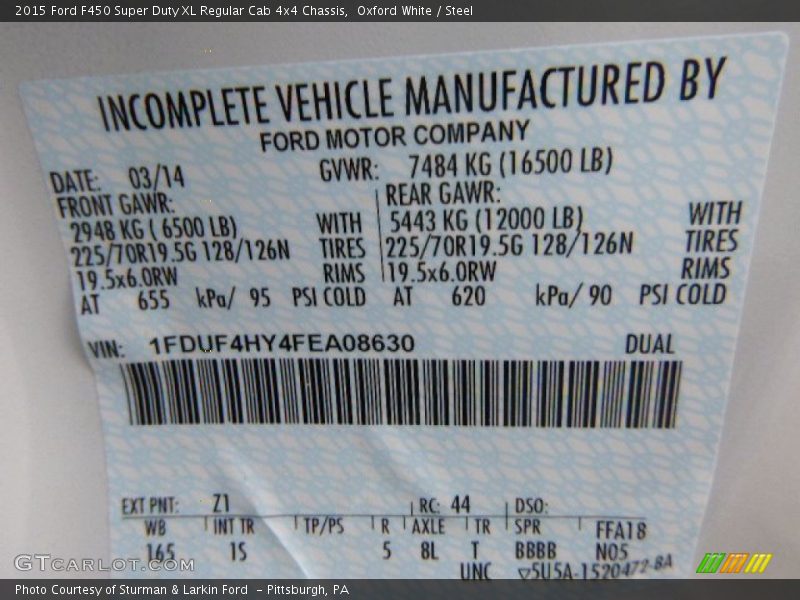 2015 Ford F450 Super Duty XL Regular Cab 4x4 Chassis, Oxford White / Steel
INCOMPLETE VEHICLE MANUFACTURED BY
FORD MOTOR COMPANY
DATE: 03/14 GVWR: 7484 KG (16500 LB)
FRONT GAWR: REAR GAWR:
2948 KG ( 6500 LB) WITH 5443 KG (12000 LB) WITH
225/70R19.5G 128/126N TIRES 225/70R19.5G 128/126N TIRES
19.5x6.0RW RIMS 19.5x6.0RW RIMS
AT 655 kPa/ 95 PSI COLD AT 620 kPa/ 90 PSI COLD
VIN: 1FDUF4HY4FEA08630 DUAL
EXT PNT: Z1 RC: 44 DSO:
WB INT TR TP/PS R AXLE TR SPR FFA18
165 1S 5 8L T BBBB N05
UNC ▽5U5A-1520472-BA
GTCarLot.com
Photo Courtesy of Sturman & Larkin Ford - Pittsburgh, PA